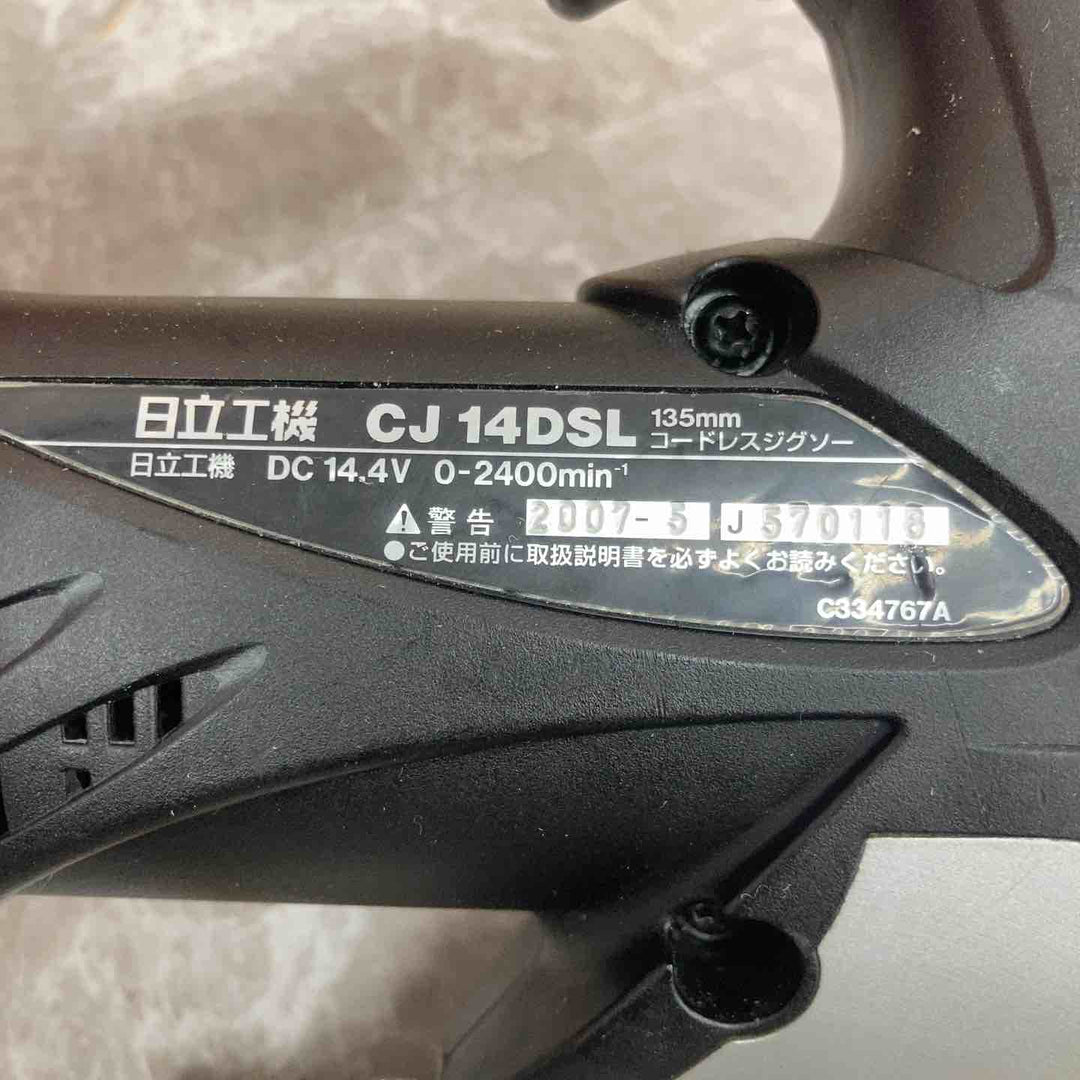 日立工機 CJ 14DSL 135mm コードレスジグソー
日立工機 DC 14.4V 0-2400min⁻¹
警告 2007-5 J570118
●ご使用前に取扱説明書を必ずよくお読みください。
C334767A